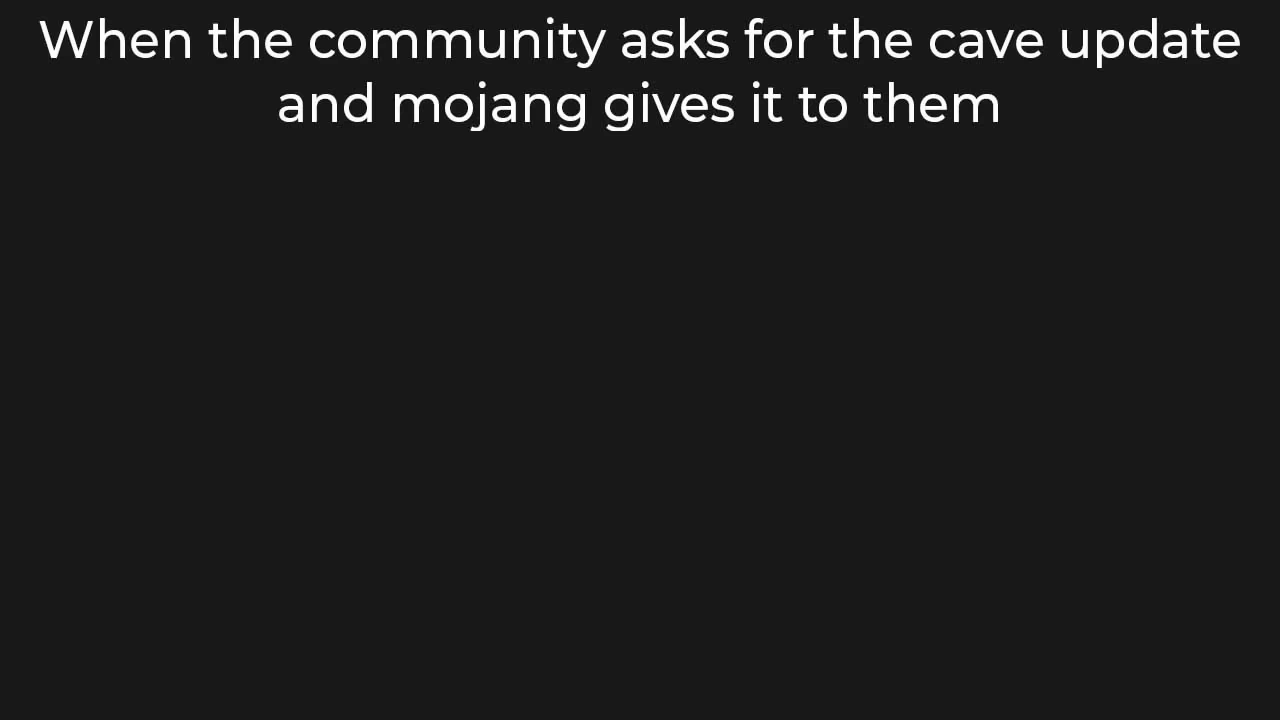 When the community asks for the cave update
and mojang gives it to them